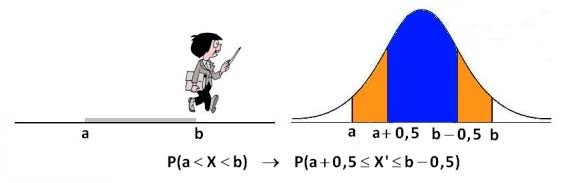 a b a a+0,5 b−0,5 b
P(a<X<b) → P(a+0,5≤X'≤b−0,5)